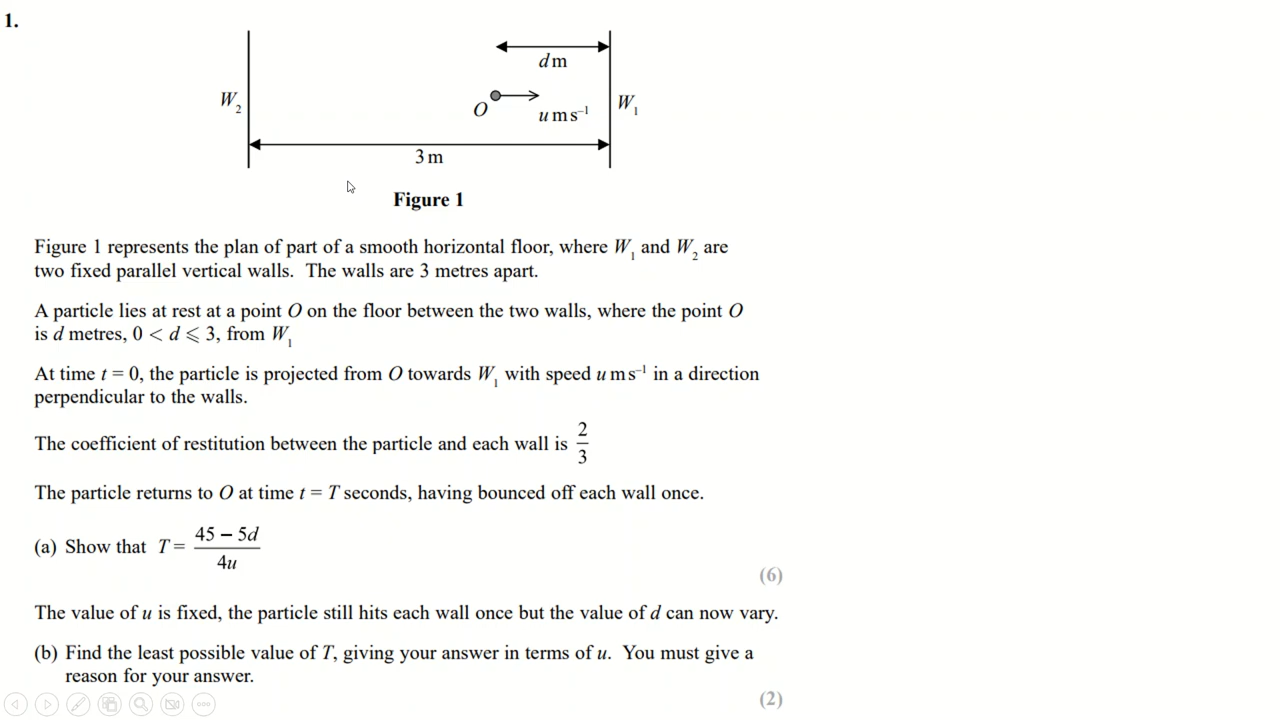 1.
d m
W₂
O
u m s⁻¹
W₁
3 m
Figure 1
Figure 1 represents the plan of part of a smooth horizontal floor, where W₁ and W₂ are
two fixed parallel vertical walls. The walls are 3 metres apart.
A particle lies at rest at a point O on the floor between the two walls, where the point O
is d metres, 0 < d ⩽ 3, from W₁
At time t = 0, the particle is projected from O towards W₁ with speed u m s⁻¹ in a direction
perpendicular to the walls.
The coefficient of restitution between the particle and each wall is 2/3
The particle returns to O at time t = T seconds, having bounced off each wall once.
(a) Show that T = (45 − 5d)/4u
(6)
The value of u is fixed, the particle still hits each wall once but the value of d can now vary.
(b) Find the least possible value of T, giving your answer in terms of u. You must give a
reason for your answer.
(2)